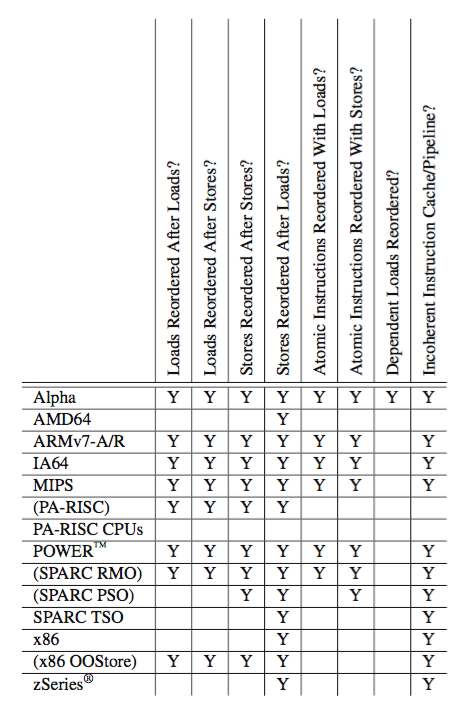 Loads Reordered After Loads?
Loads Reordered After Stores?
Stores Reordered After Stores?
Stores Reordered After Loads?
Atomic Instructions Reordered With Loads?
Atomic Instructions Reordered With Stores?
Dependent Loads Reordered?
Incoherent Instruction Cache/Pipeline?
Alpha Y Y Y Y Y Y Y Y
AMD64 Y
ARMv7-A/R Y Y Y Y Y Y Y
IA64 Y Y Y Y Y Y Y
MIPS Y Y Y Y Y Y Y
(PA-RISC) Y Y Y Y
PA-RISC CPUs
POWER™ Y Y Y Y Y Y Y
(SPARC RMO) Y Y Y Y Y Y Y
(SPARC PSO) Y Y Y Y
SPARC TSO Y Y
x86 Y Y
(x86 OOStore) Y Y Y Y Y
zSeries® Y Y